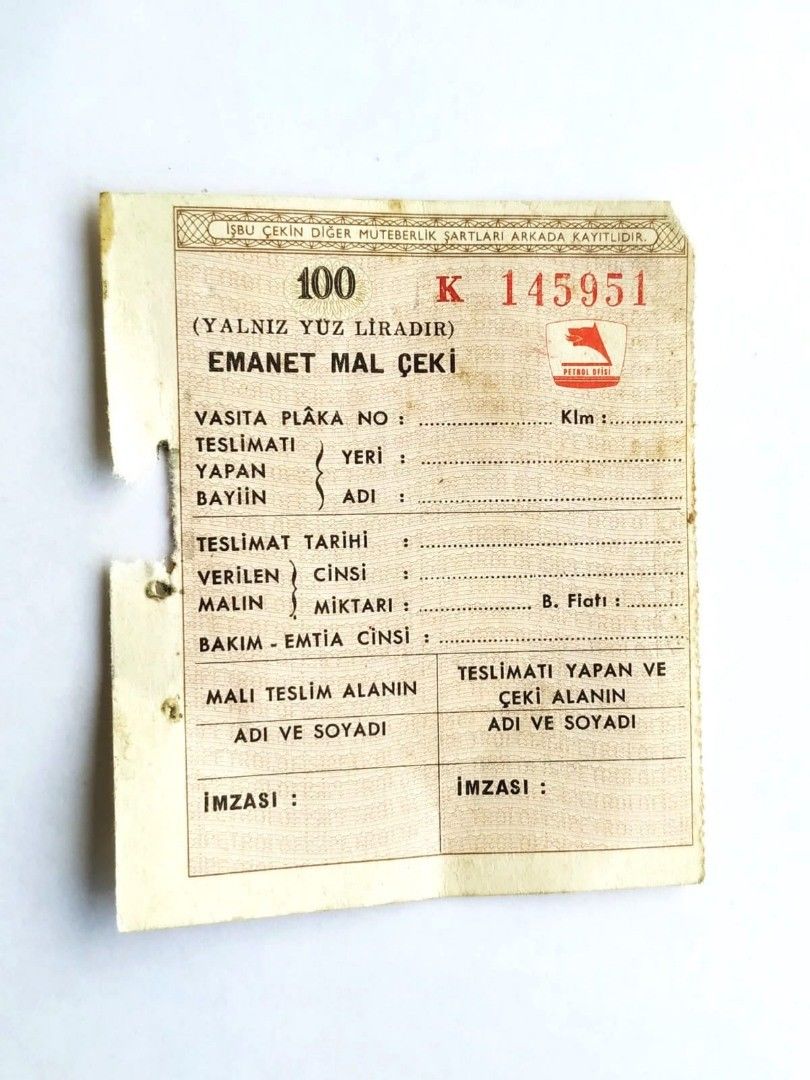 İŞBU ÇEKİN DİĞER MUTEBERLİK ŞARTLARI ARKADA KAYITLIDIR.
100 K 145951
(YALNIZ YÜZ LİRADIR)
EMANET MAL ÇEKİ
PETROL OFİSİ
VASITA PLÂKA NO : Klm :
TESLİMATI YAPAN BAYİİN
YERİ :
ADI :
TESLİMAT TARİHİ :
VERİLEN MALIN
CİNSİ :
MİKTARI : B. Fiatı :
BAKIM - EMTİA CİNSİ :
MALI TESLİM ALANIN
ADI VE SOYADI
İMZASI :
TESLİMATI YAPAN VE
ÇEKİ ALANIN
ADI VE SOYADI
İMZASI :